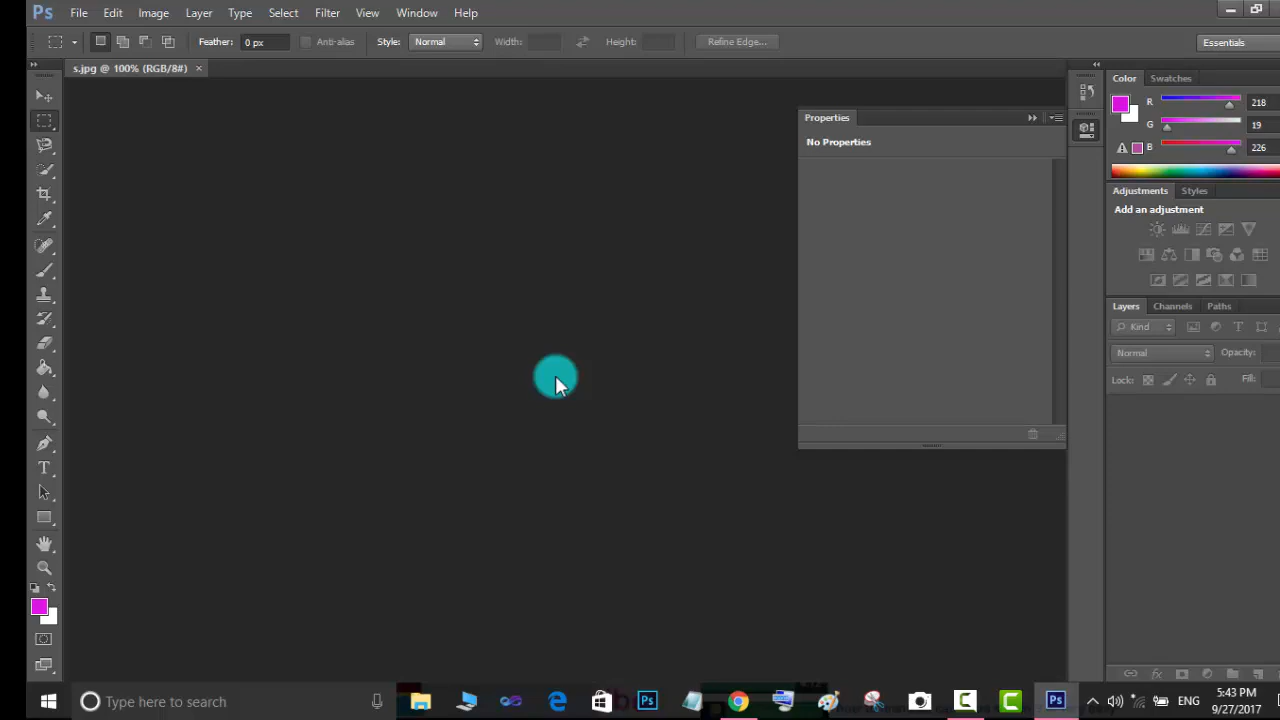 Ps File Edit Image Layer Type Select Filter View Window Help
Feather: 0 px Anti-alias Style: Normal Width: Height: Refine Edge... Essentials
s.jpg @ 100% (RGB/8#) ×
Color Swatches
R 218
G 19
B 226
Properties
No Properties
Adjustments Styles
Add an adjustment
Layers Channels Paths
Kind
Normal Opacity:
Lock: Fill:
Type here to search
Ps
Ps
ENG
5:43 PM
9/27/2017